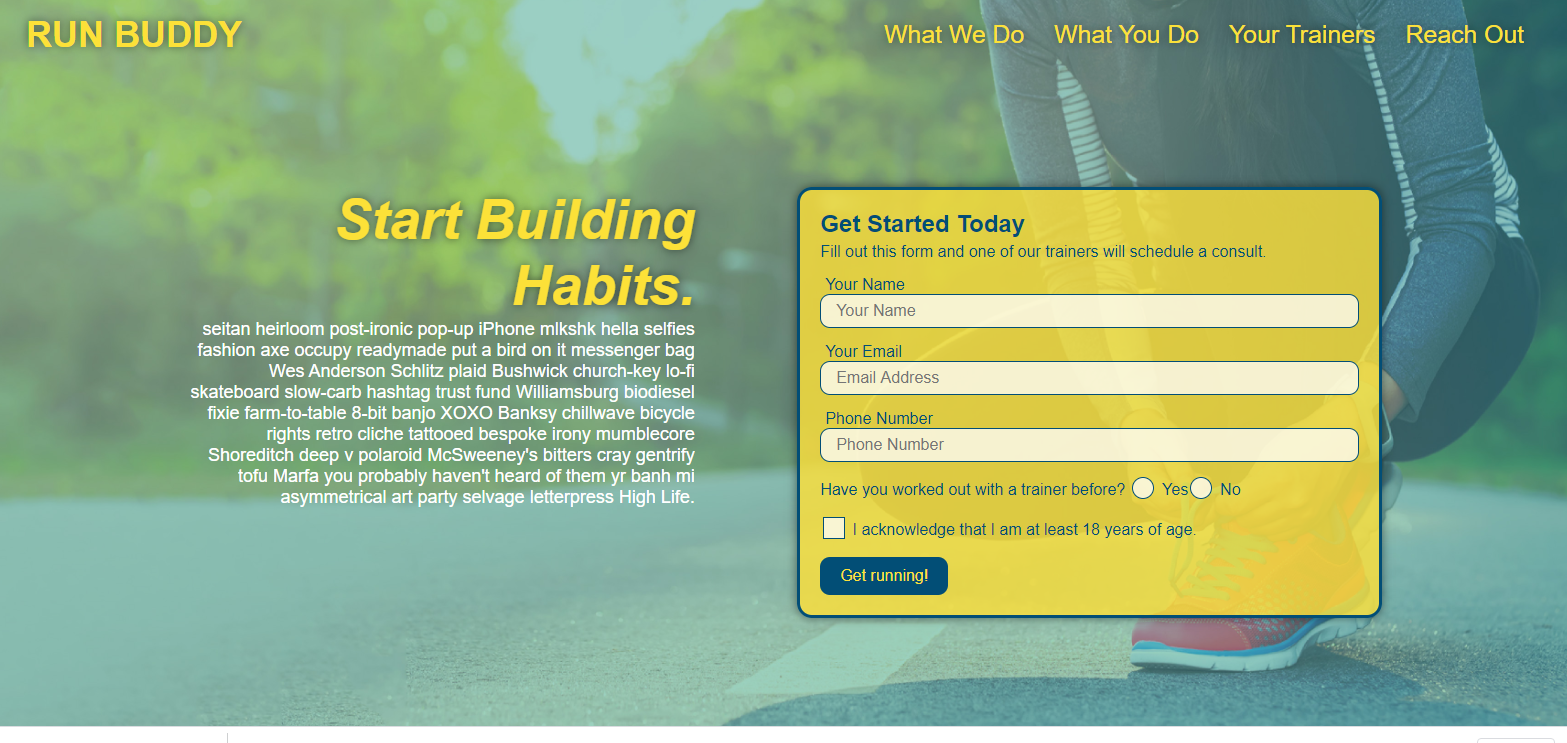 RUN BUDDY
What We Do What You Do Your Trainers Reach Out
Start Building
Habits.
seitan heirloom post-ironic pop-up iPhone mlkshk hella selfies
fashion axe occupy readymade put a bird on it messenger bag
Wes Anderson Schlitz plaid Bushwick church-key lo-fi
skateboard slow-carb hashtag trust fund Williamsburg biodiesel
fixie farm-to-table 8-bit banjo XOXO Banksy chillwave bicycle
rights retro cliche tattooed bespoke irony mumblecore
Shoreditch deep v polaroid McSweeney's bitters cray gentrify
tofu Marfa you probably haven't heard of them yr banh mi
asymmetrical art party selvage letterpress High Life.
Get Started Today
Fill out this form and one of our trainers will schedule a consult.
Your Name
Your Name
Your Email
Email Address
Phone Number
Phone Number
Have you worked out with a trainer before? Yes No
I acknowledge that I am at least 18 years of age.
Get running!